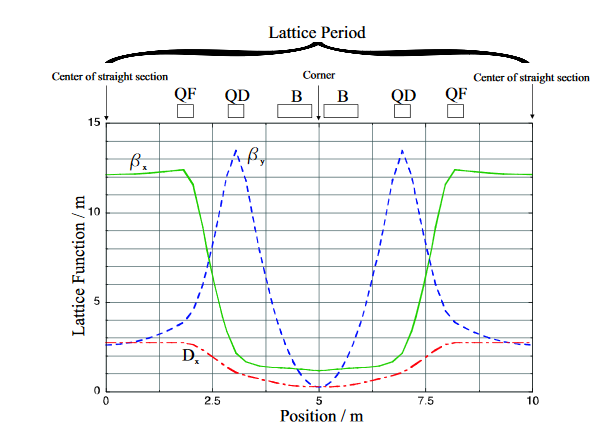 Lattice Period
Center of straight section
Corner
Center of straight section
QF QD B B QD QF
15
10
5
0
Lattice Function / m
βx
βy
Dx
0 2.5 5 7.5 10
Position / m